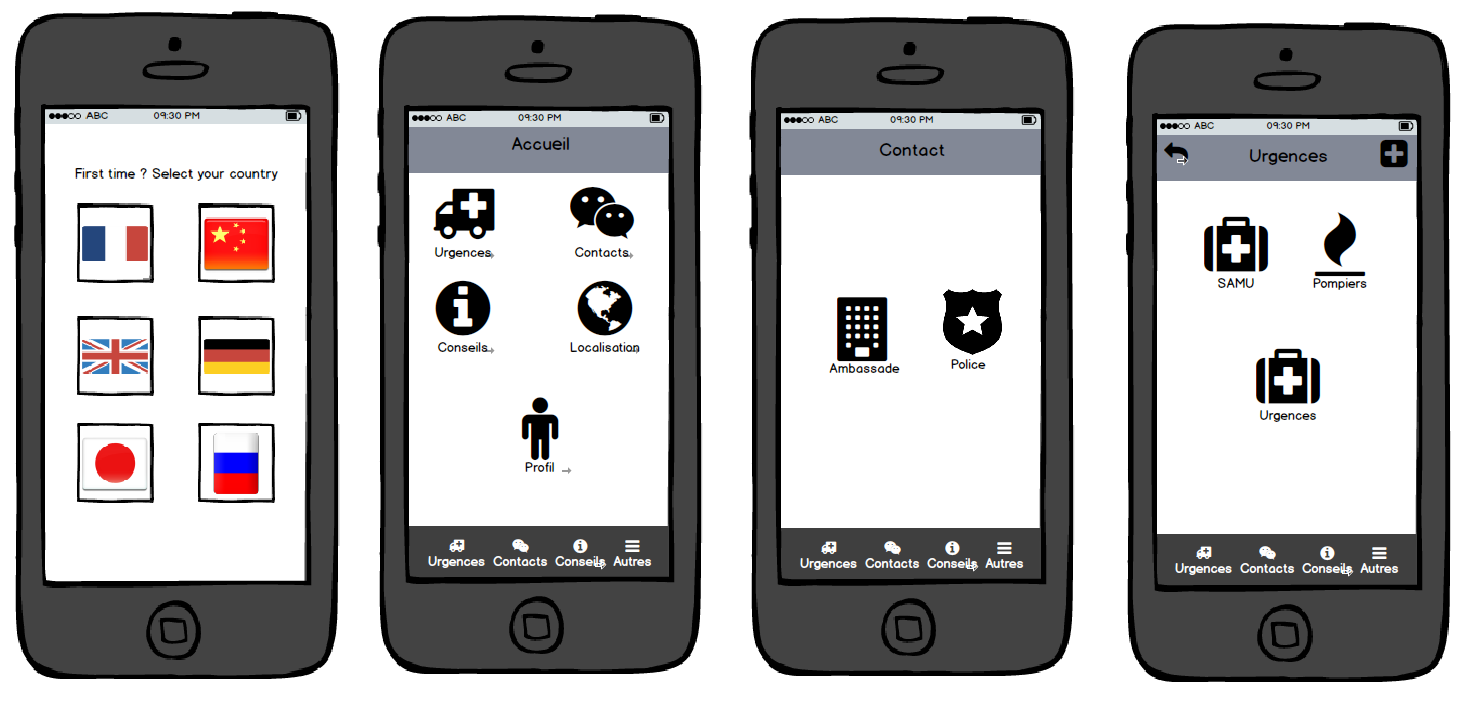 ABC 09:30 PM
First time ? Select your country
ABC 09:30 PM
Accueil
Urgences
Contacts
Conseils
Localisation
Profil
Urgences Contacts Conseils Autres
ABC 09:30 PM
Contact
Ambassade
Police
Urgences Contacts Conseils Autres
ABC 09:30 PM
Urgences
SAMU
Pompiers
Urgences
Urgences Contacts Conseils Autres